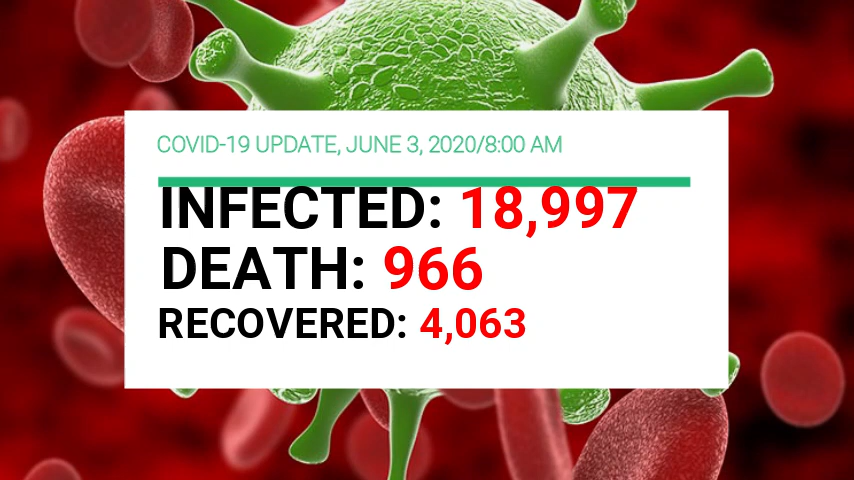 COVID-19 UPDATE, JUNE 3, 2020/8:00 AM
INFECTED: 18,997
DEATH: 966
RECOVERED: 4,063